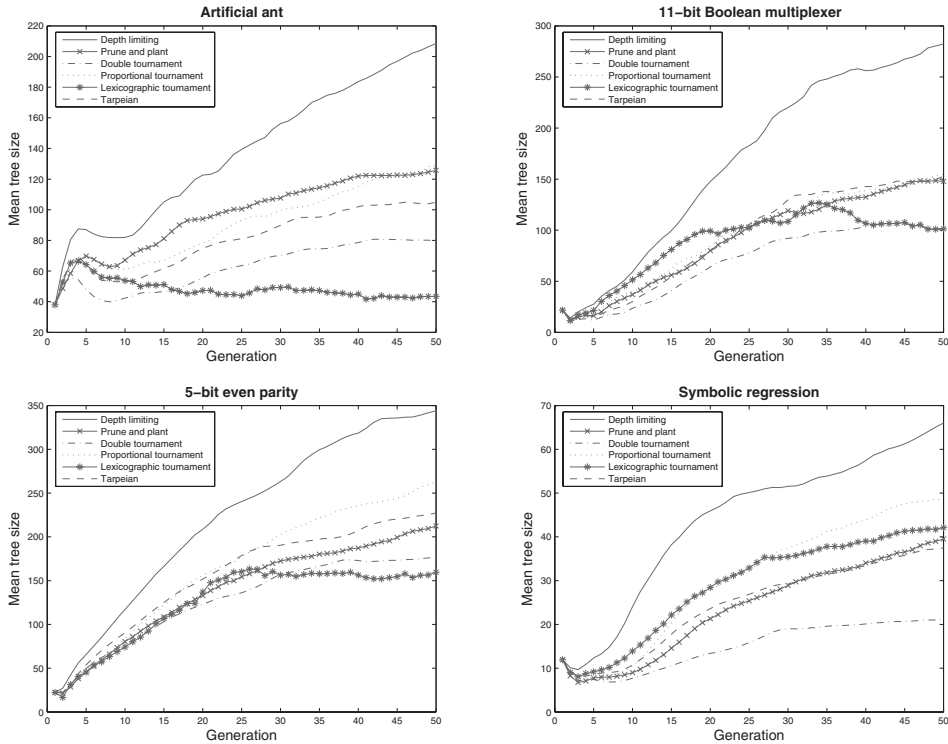 Artificial ant
220
200
180
160
140
120
100
80
60
40
20
Mean tree size
Depth limiting
Prune and plant
Double tournament
Proportional tournament
Lexicographic tournament
Tarpeian
0 5 10 15 20 25 30 35 40 45 50
Generation
11-bit Boolean multiplexer
300
250
200
150
100
50
0
Mean tree size
Depth limiting
Prune and plant
Double tournament
Proportional tournament
Lexicographic tournament
Tarpeian
0 5 10 15 20 25 30 35 40 45 50
Generation
5-bit even parity
350
300
250
200
150
100
50
0
Mean tree size
Depth limiting
Prune and plant
Double tournament
Proportional tournament
Lexicographic tournament
Tarpeian
0 5 10 15 20 25 30 35 40 45 50
Generation
Symbolic regression
70
60
50
40
30
20
10
0
Mean tree size
Depth limiting
Prune and plant
Double tournament
Proportional tournament
Lexicographic tournament
Tarpeian
0 5 10 15 20 25 30 35 40 45 50
Generation